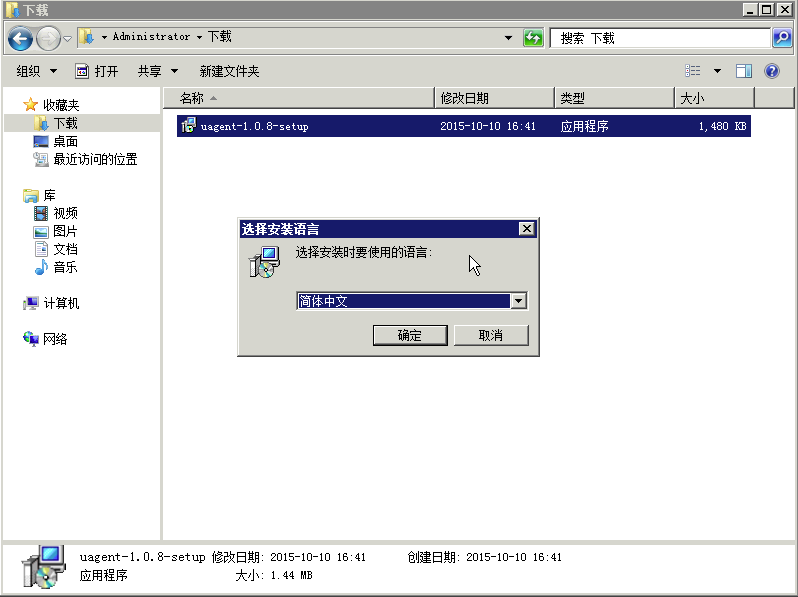 下载
Administrator 下载
搜索 下载
组织 打开 共享 新建文件夹
名称 修改日期 类型 大小
收藏夹
下载
桌面
最近访问的位置
库
视频
图片
文档
音乐
计算机
网络
uagent-1.0.8-setup 2015-10-10 16:41 应用程序 1,480 KB
选择安装语言
选择安装时要使用的语言:
简体中文
确定 取消
uagent-1.0.8-setup 修改日期: 2015-10-10 16:41 创建日期: 2015-10-10 16:41
应用程序 大小: 1.44 MB